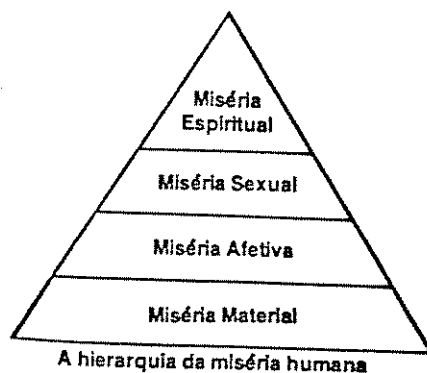 Miséria
Espiritual
Miséria Sexual
Miséria Afetiva
Miséria Material
A hierarquia da miséria humana